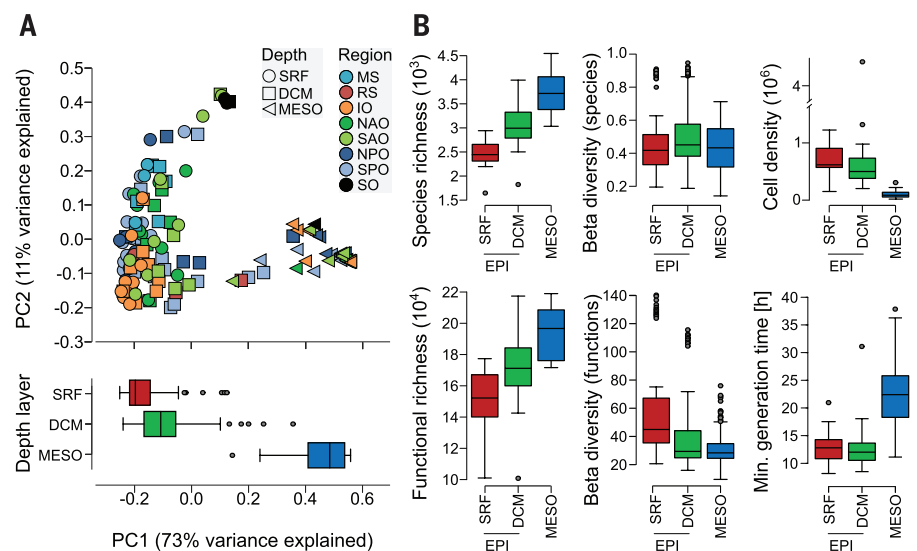 A
PC2 (11% variance explained)
0.5
0.4
0.3
0.2
0.1
0.0
-0.1
-0.2
-0.3
Depth
SRF
DCM
MESO
Region
MS
RS
IO
NAO
SAO
NPO
SPO
SO
Depth layer
SRF
DCM
MESO
-0.2 0.0 0.2 0.4 0.6
PC1 (73% variance explained)
B
Species richness (10³)
4.5
4.0
3.5
3.0
2.5
2.0
1.5
SRF DCM MESO
EPI
Beta diversity (species)
1.0
0.8
0.6
0.4
0.2
SRF DCM MESO
EPI
Cell density (10⁶)
4
1
0
SRF DCM MESO
EPI
Functional richness (10⁴)
22
20
18
16
14
12
10
SRF DCM MESO
EPI
Beta diversity (functions)
140
120
100
80
60
40
20
SRF DCM MESO
EPI
Min. generation time [h]
40
35
30
25
20
15
10
SRF DCM MESO
EPI